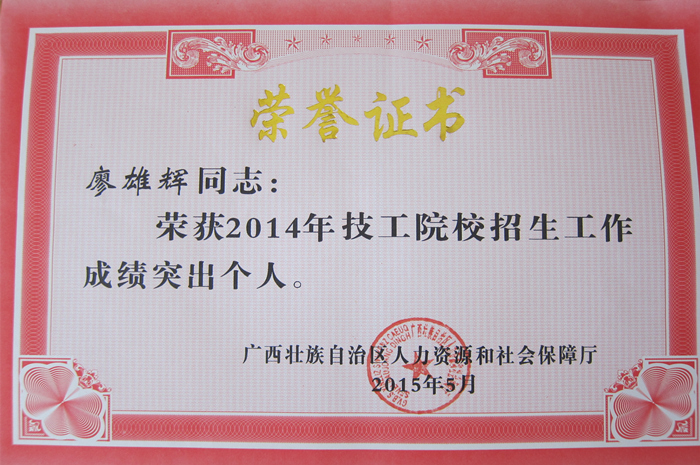 荣誉证书
廖雄辉同志：
荣获2014年技工院校招生工作
成绩突出个人。
广西壮族自治区人力资源和社会保障厅
2015年5月